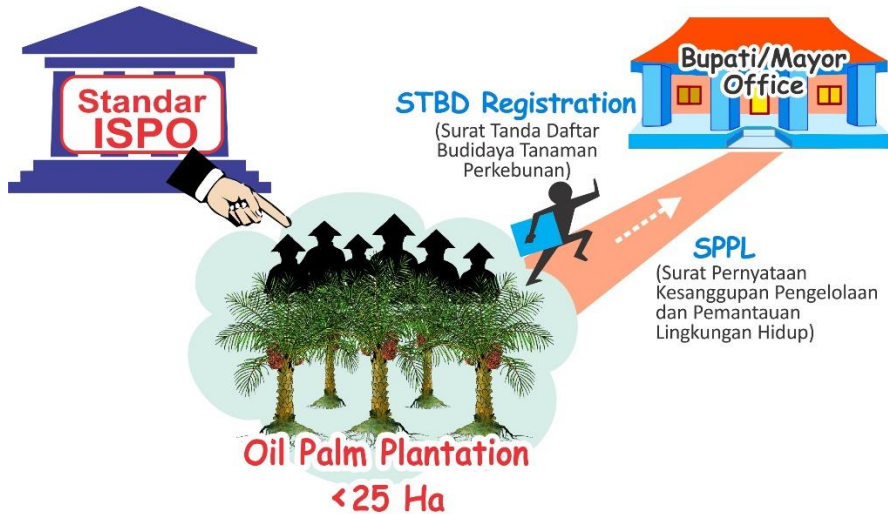 Standar
ISPO
Bupati/Mayor
Office
STBD Registration
(Surat Tanda Daftar
Budidaya Tanaman
Perkebunan)
SPPL
(Surat Pernyataan
Kesanggupan Pengelolaan
dan Pemantauan
Lingkungan Hidup)
Oil Palm Plantation
<25 Ha